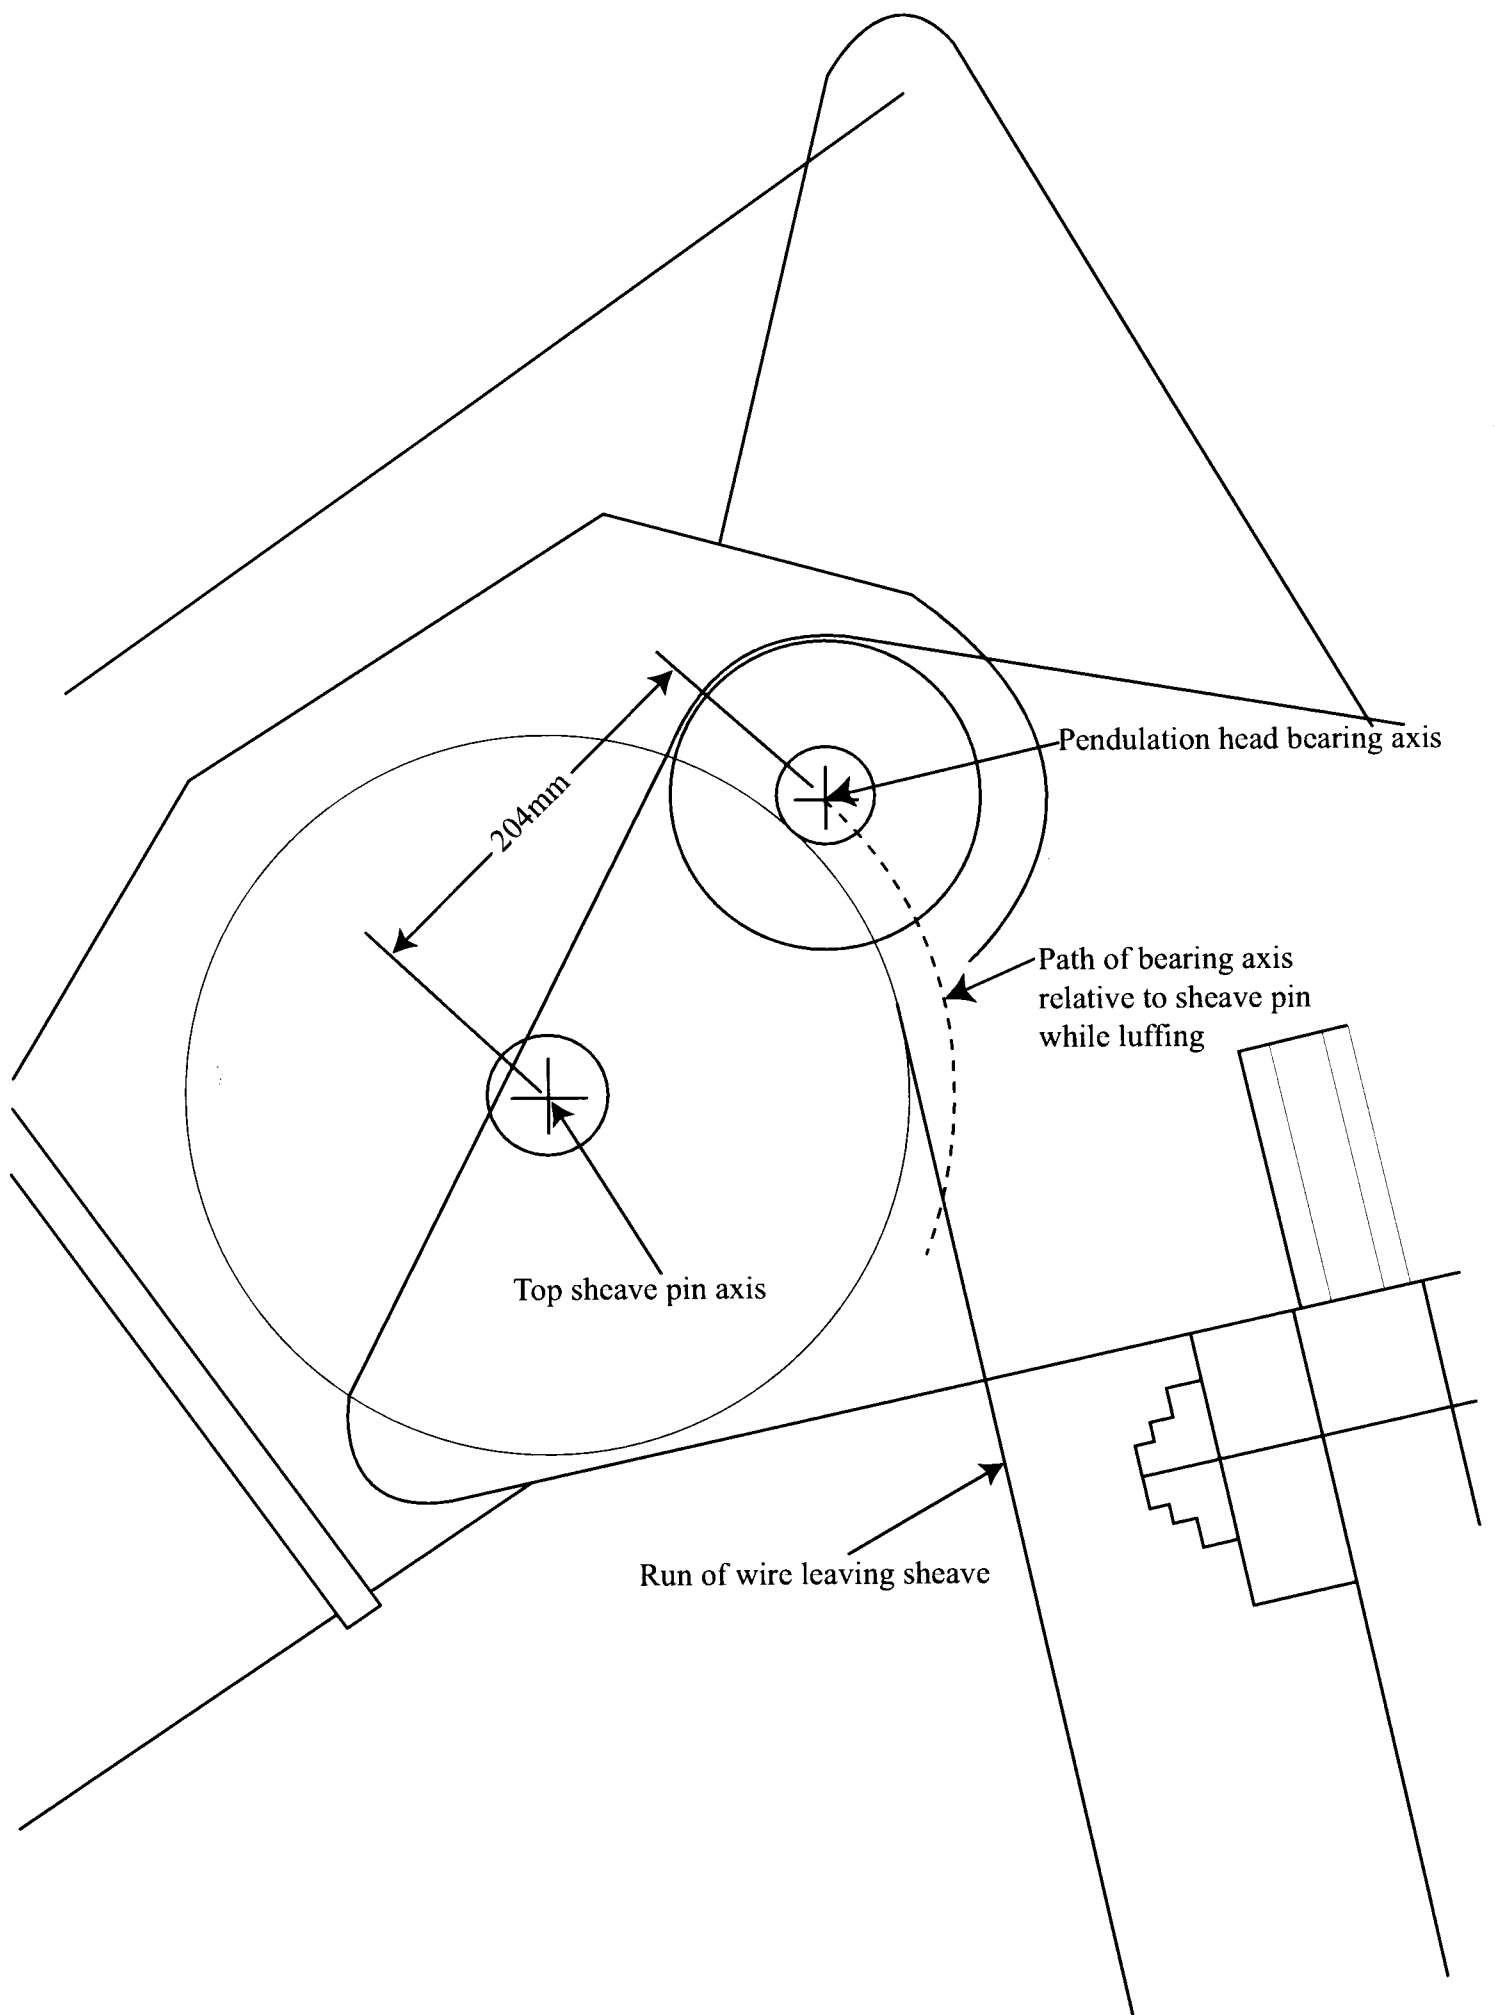 204mm
Pendulation head bearing axis
Path of bearing axis
relative to sheave pin
while luffing
Top sheave pin axis
Run of wire leaving sheave